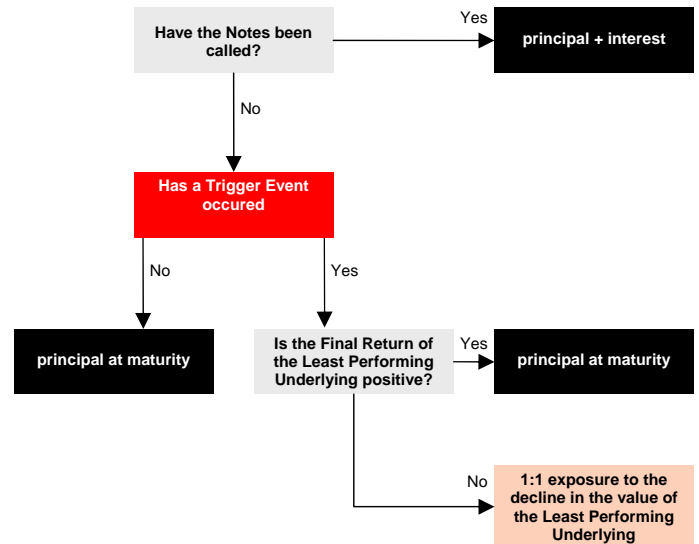 Have the Notes been
called?
Yes
principal + interest
No
Has a Trigger Event
occured
No
Yes
principal at maturity
Is the Final Return of
the Least Performing
Underlying positive?
Yes
principal at maturity
No
1:1 exposure to the
decline in the value of
the Least Performing
Underlying